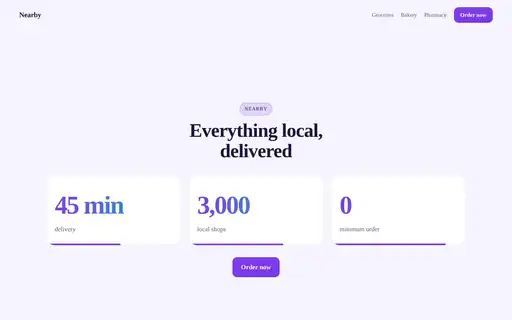 Nearby
Groceries Bakery Pharmacy Order now
NEARBY
Everything local,
delivered
45 min
delivery
3,000
local shops
0
minimum order
Order now